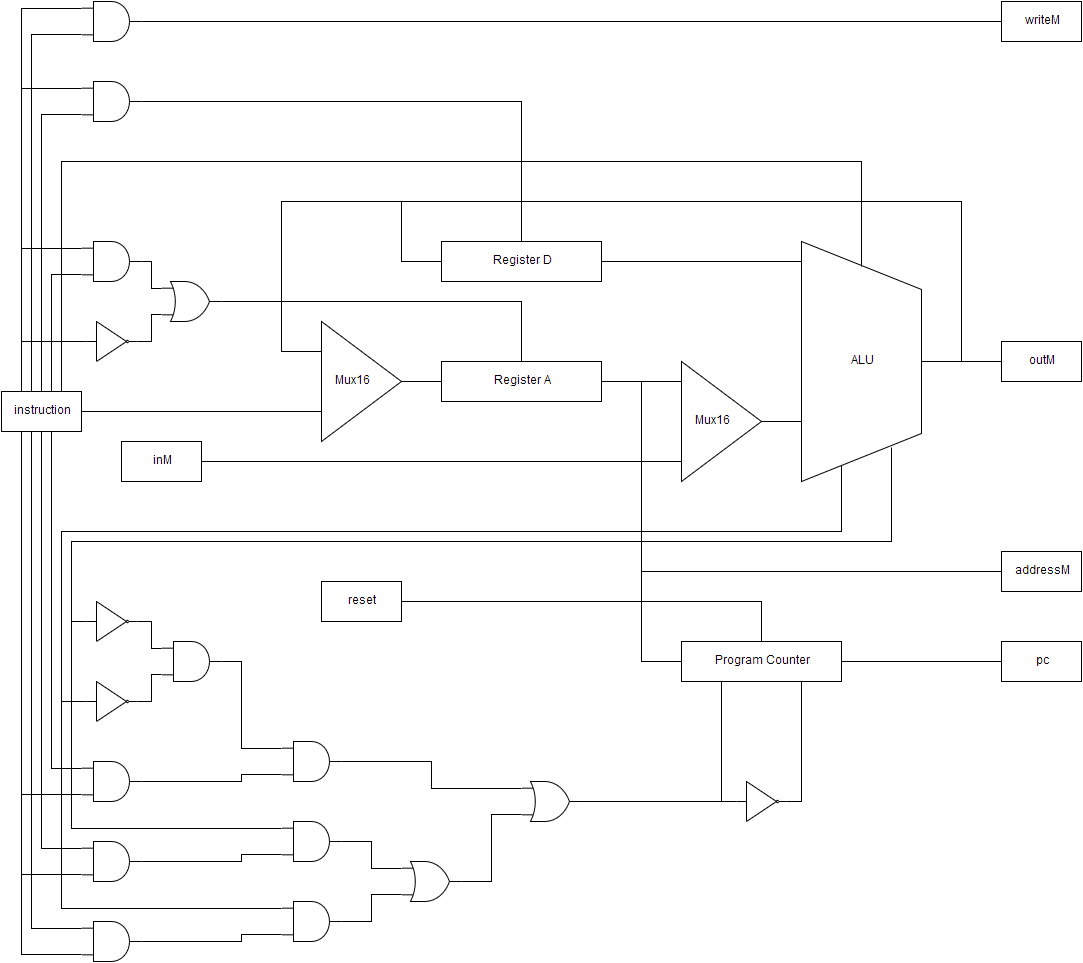 writeM
Register D
Mux16
Register A
ALU
outM
instruction
Mux16
inM
addressM
reset
Program Counter
pc